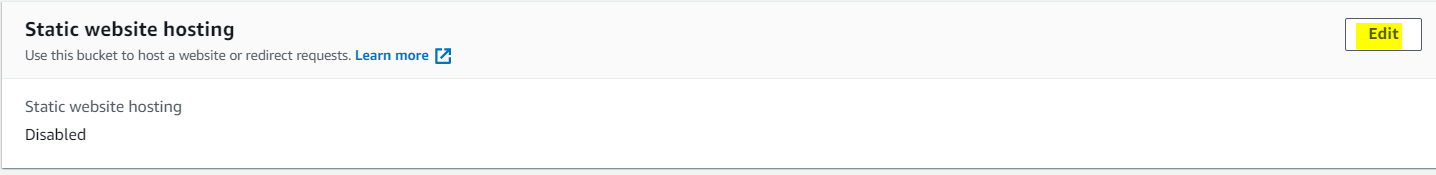 Static website hosting
Edit
Use this bucket to host a website or redirect requests. Learn more
Static website hosting
Disabled